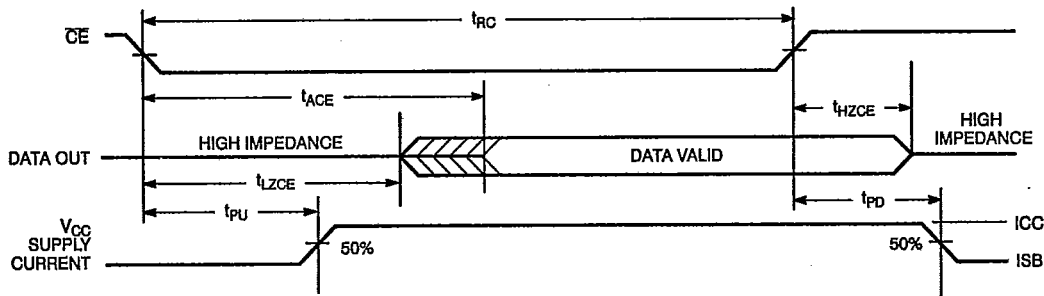 tRC
CE
tACE
tHZCE
HIGH IMPEDANCE
HIGH
IMPEDANCE
DATA OUT
DATA VALID
tLZCE
tPU
tPD
VCC
SUPPLY
CURRENT
50%
50%
ICC
ISB